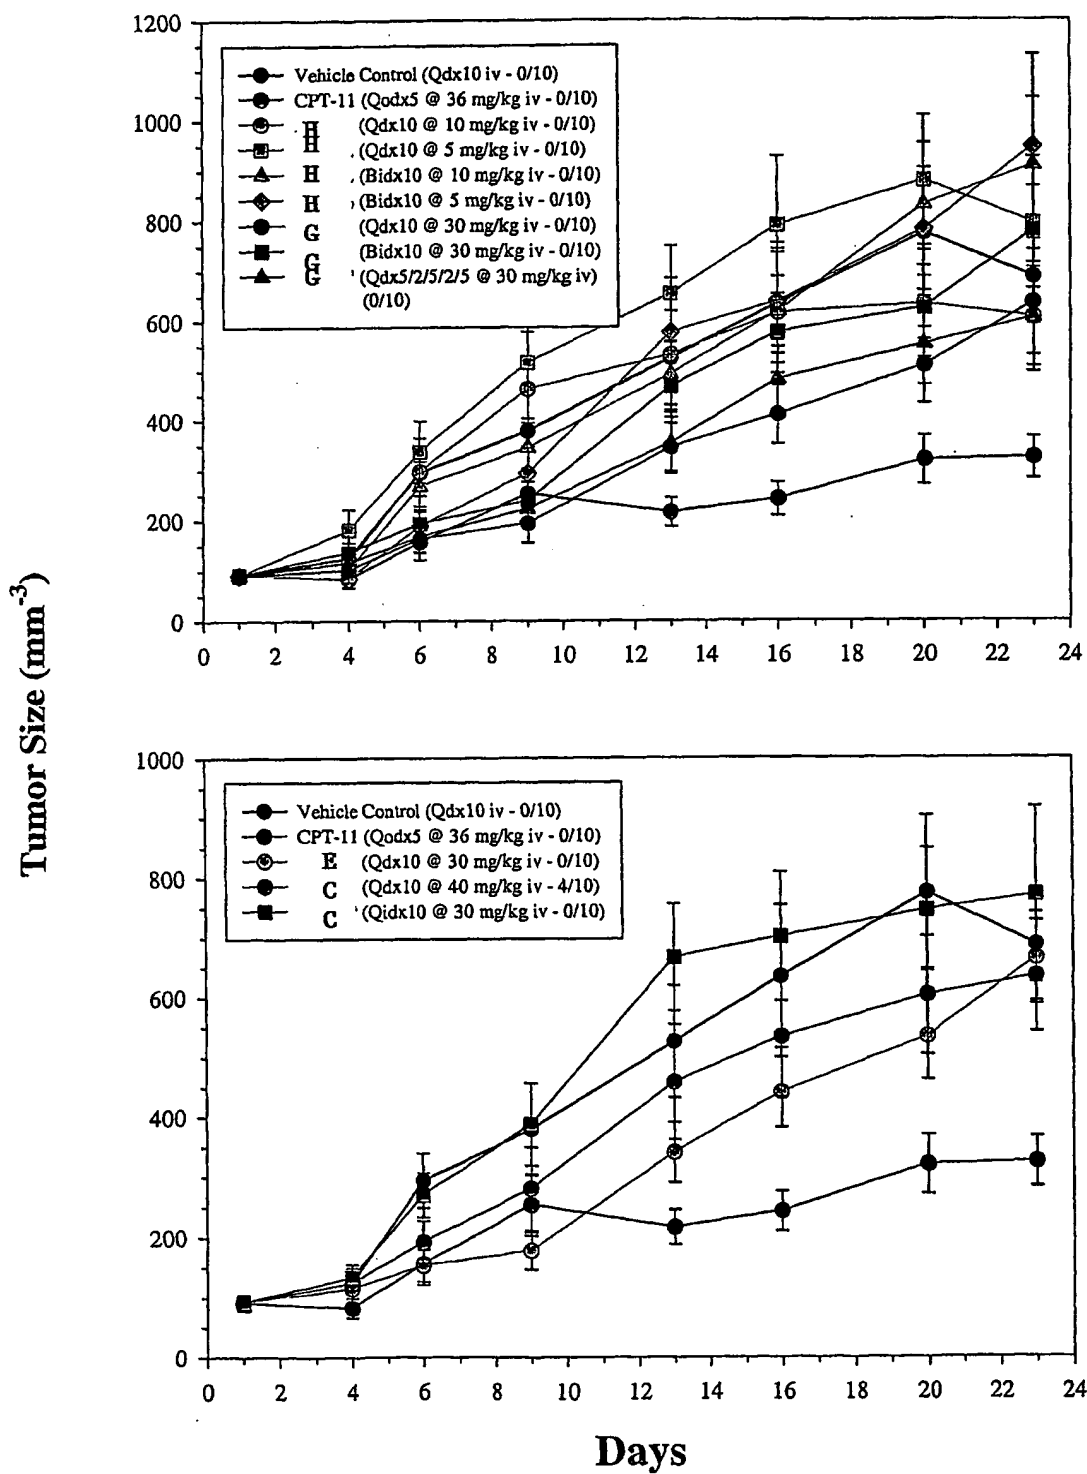 1200
1000
800
600
400
200
0
Vehicle Control (Qdx10 iv - 0/10)
CPT-11 (Qodx5 @ 36 mg/kg iv - 0/10)
H (Qdx10 @ 10 mg/kg iv - 0/10)
H (Qdx10 @ 5 mg/kg iv - 0/10)
H (Bidx10 @ 10 mg/kg iv - 0/10)
H (Bidx10 @ 5 mg/kg iv - 0/10)
G (Qdx10 @ 30 mg/kg iv - 0/10)
G (Bidx10 @ 30 mg/kg iv - 0/10)
G (Qdx5/2/5/2/5 @ 30 mg/kg iv)
(0/10)
0 2 4 6 8 10 12 14 16 18 20 22 24
Tumor Size (mm-3)
1000
800
600
400
200
0
Vehicle Control (Qdx10 iv - 0/10)
CPT-11 (Qodx5 @ 36 mg/kg iv - 0/10)
E (Qdx10 @ 30 mg/kg iv - 0/10)
C (Qdx10 @ 40 mg/kg iv - 4/10)
C (Qidx10 @ 30 mg/kg iv - 0/10)
0 2 4 6 8 10 12 14 16 18 20 22 24
Days